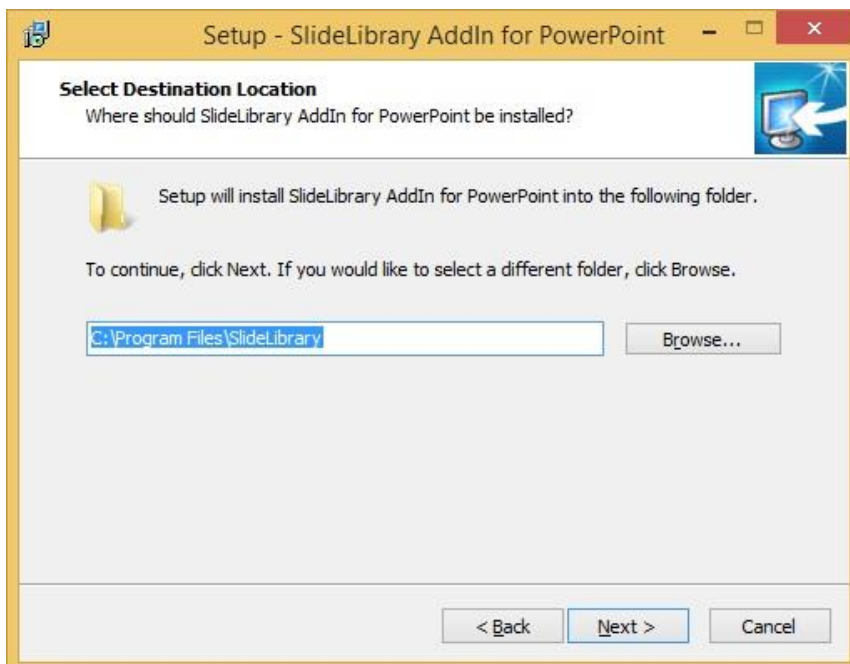 Setup - SlideLibrary AddIn for PowerPoint
Select Destination Location
Where should SlideLibrary AddIn for PowerPoint be installed?
Setup will install SlideLibrary AddIn for PowerPoint into the following folder.
To continue, click Next. If you would like to select a different folder, click Browse.
C:\Program Files\SlideLibrary
Browse...
< Back
Next >
Cancel